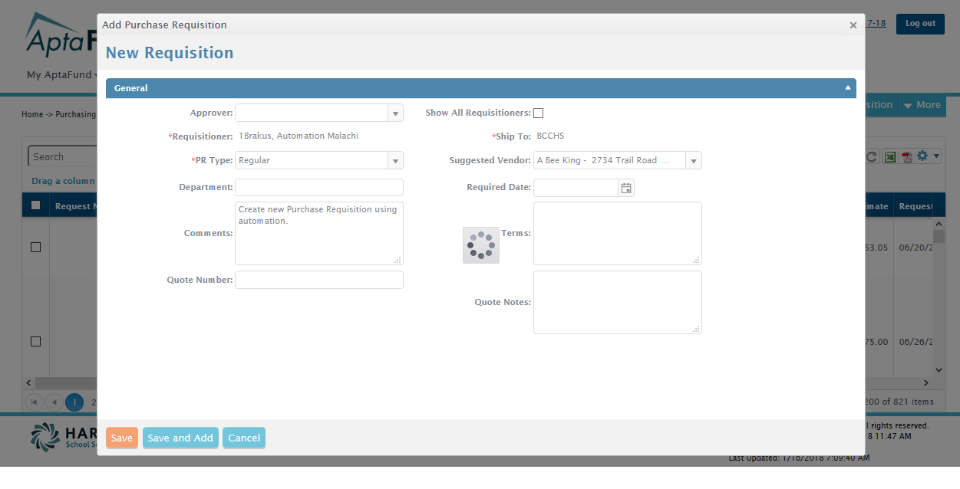 Add Purchase Requisition
×
7-18
Log out
AptaF
New Requisition
My AptaFund
General
Home -> Purchasing
sition
More
Approver:
Show All Requisitioners:
*Requisitioner: 1Brakus, Automation Malachi
*Ship To: BCCHS
Search
*PR Type: Regular
Suggested Vendor: A Bee King - 2734 Trail Road ...
Drag a column
Department:
Required Date:
Request N
mate
Request
Comments: Create new Purchase Requisition using
automation.
Terms:
53.05 06/20/2
Quote Number:
Quote Notes:
75.00 06/26/2
1 2
200 of 821 items
Save
Save and Add
Cancel
HAR
School S
l rights reserved.
8 11:47 AM
Last Updated: 1/16/2018 7:09:40 AM